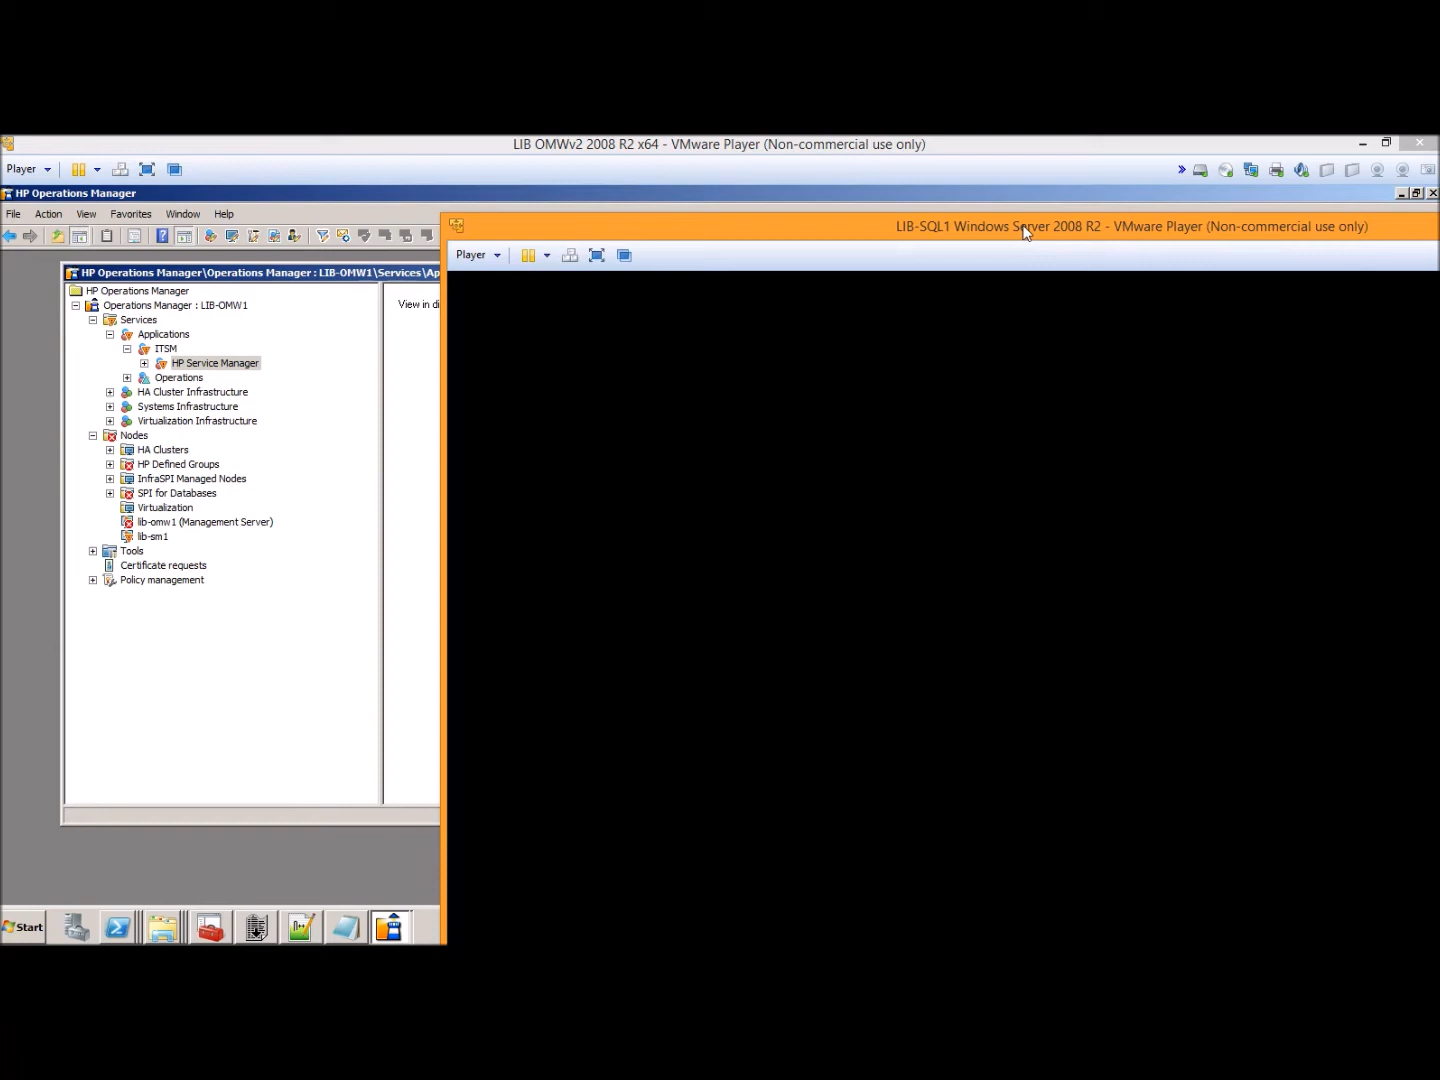 LIB OMWv2 2008 R2 x64 - VMware Player (Non-commercial use only)
Player
HP Operations Manager
File Action View Favorites Window Help
LIB-SQL1 Windows Server 2008 R2 - VMware Player (Non-commercial use only)
Player
HP Operations Manager\Operations Manager : LIB-OMW1\Services\Ap
HP Operations Manager
View in di
Operations Manager : LIB-OMW1
Services
Applications
ITSM
HP Service Manager
Operations
HA Cluster Infrastructure
Systems Infrastructure
Virtualization Infrastructure
Nodes
HA Clusters
HP Defined Groups
InfraSPI Managed Nodes
SPI for Databases
Virtualization
lib-omw1 (Management Server)
lib-sm1
Tools
Certificate requests
Policy management
Start